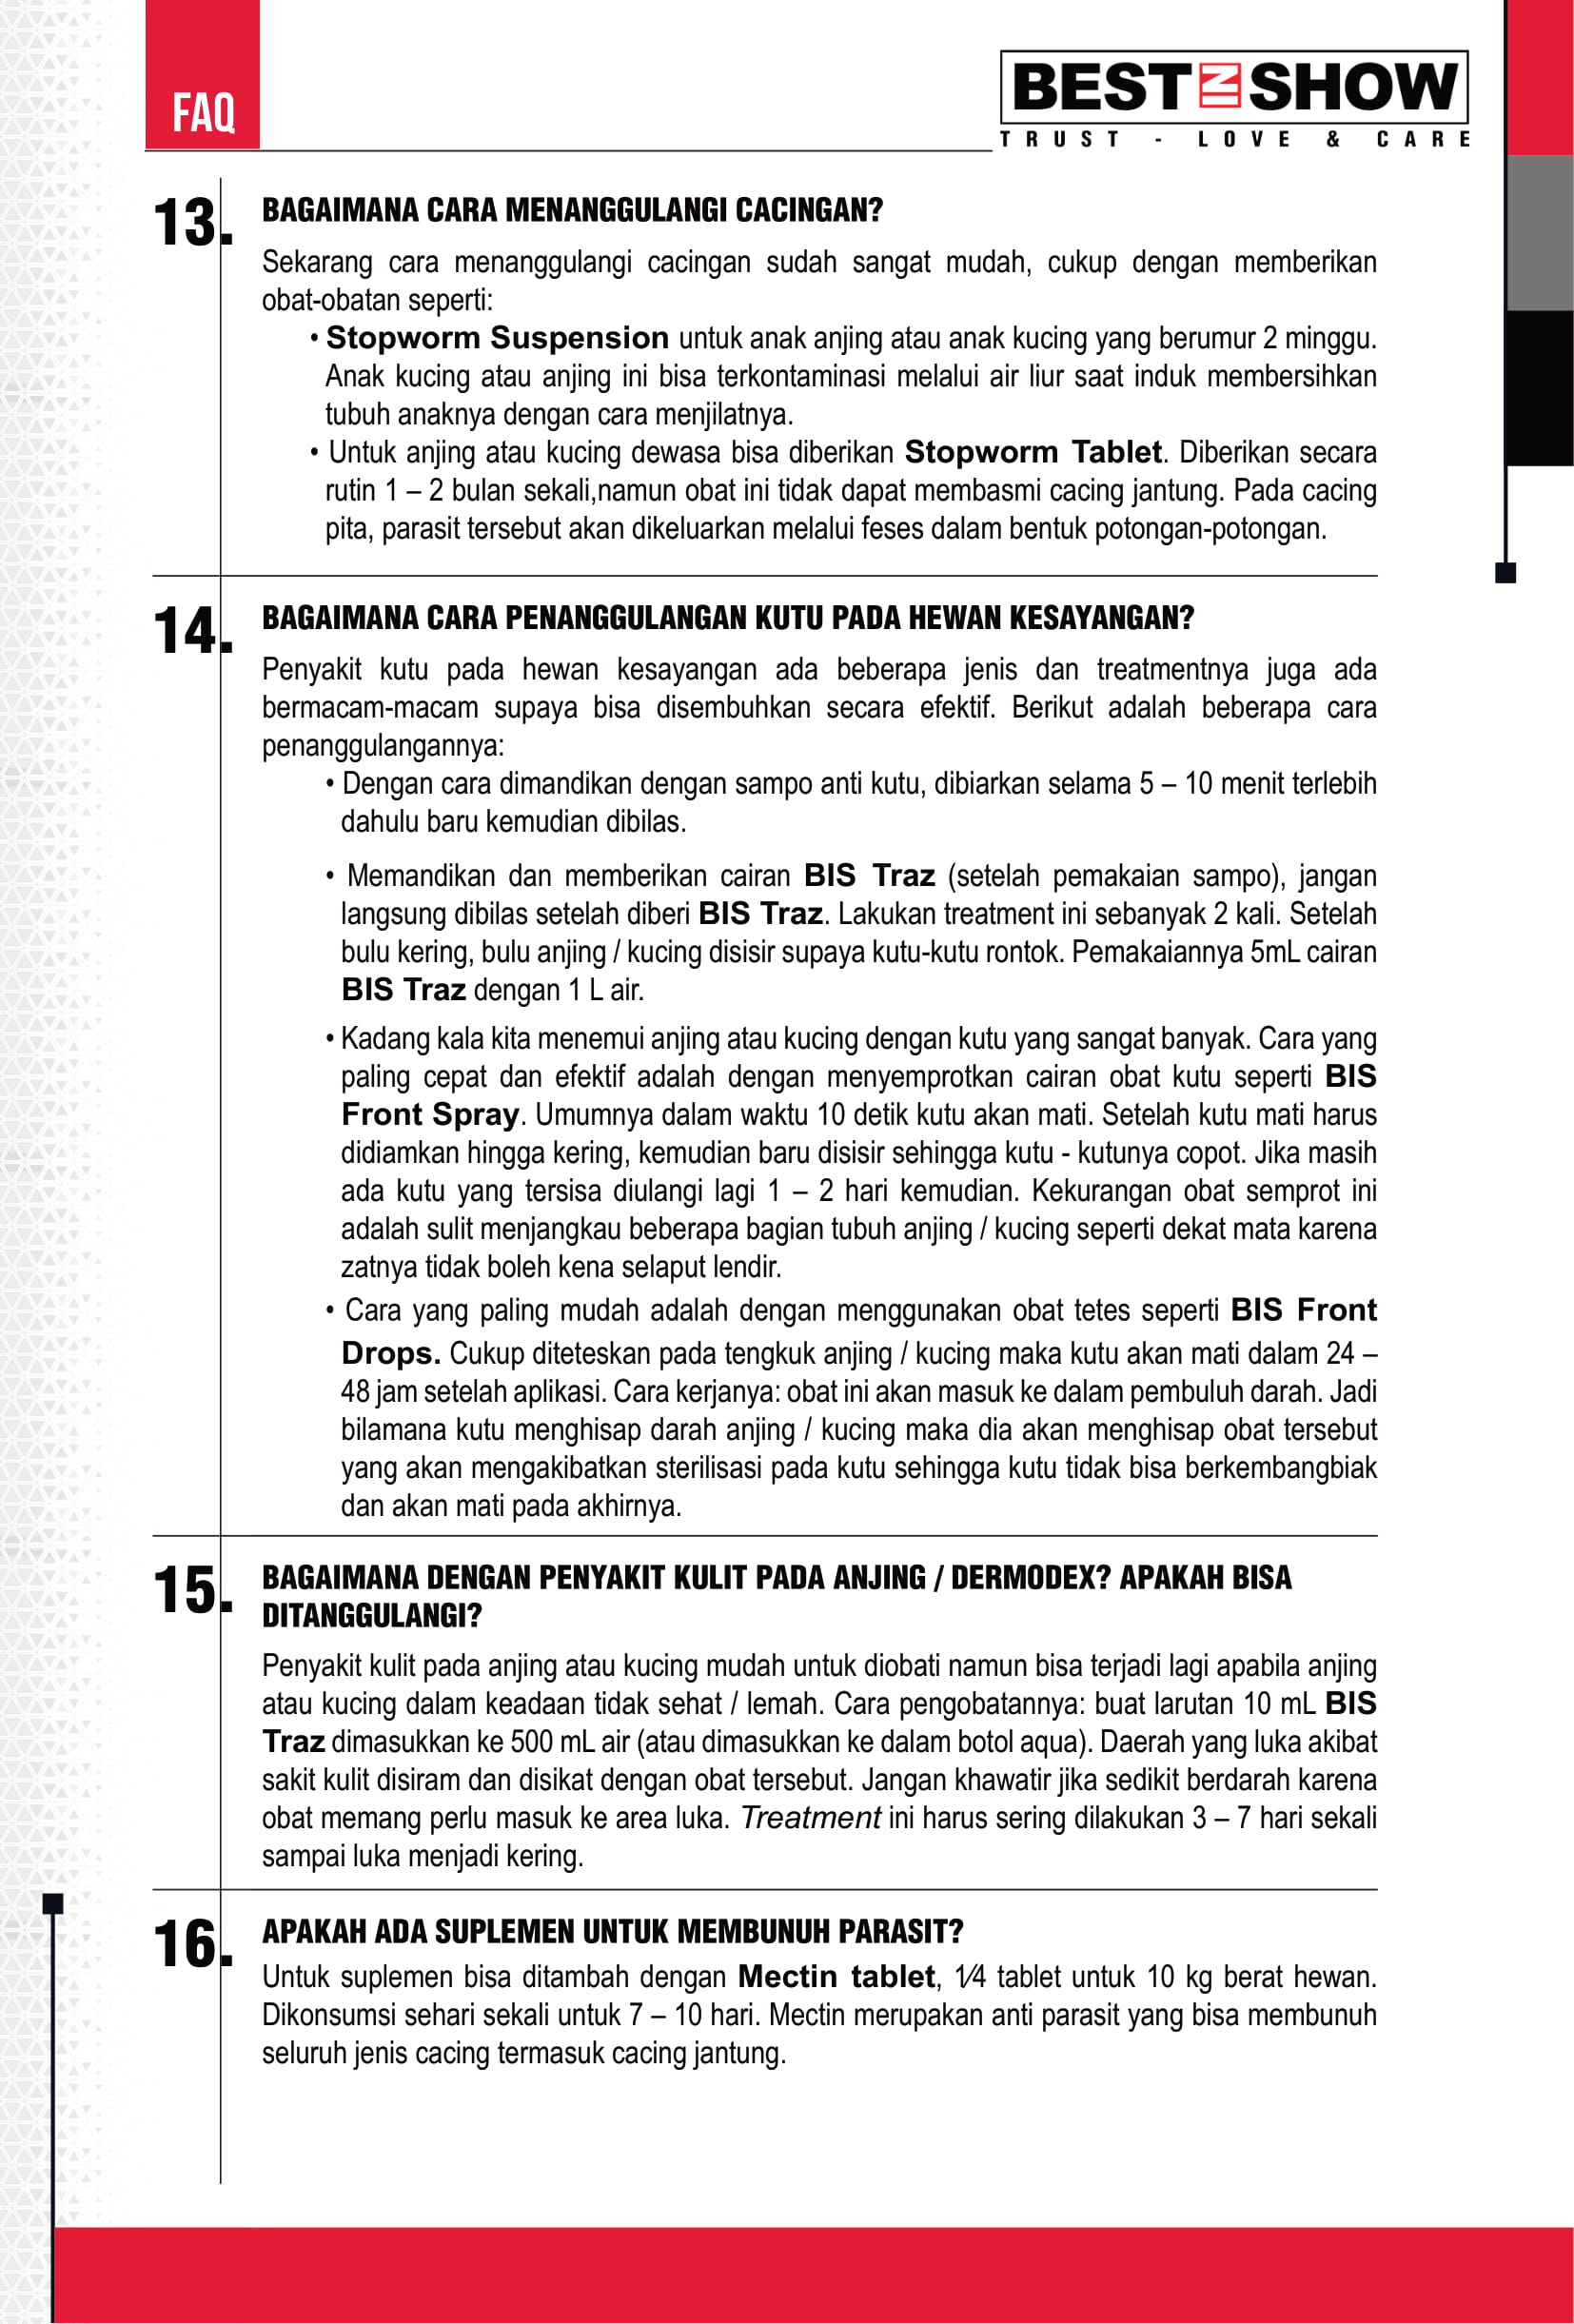 FAQ
BEST IN SHOW
TRUST - LOVE & CARE
13. BAGAIMANA CARA MENANGGULANGI CACINGAN?
Sekarang cara menanggulangi cacingan sudah sangat mudah, cukup dengan memberikan
obat-obatan seperti:
• Stopworm Suspension untuk anak anjing atau anak kucing yang berumur 2 minggu.
Anak kucing atau anjing ini bisa terkontaminasi melalui air liur saat induk membersihkan
tubuh anaknya dengan cara menjilatnya.
• Untuk anjing atau kucing dewasa bisa diberikan Stopworm Tablet. Diberikan secara
rutin 1 – 2 bulan sekali,namun obat ini tidak dapat membasmi cacing jantung. Pada cacing
pita, parasit tersebut akan dikeluarkan melalui feses dalam bentuk potongan-potongan.
14. BAGAIMANA CARA PENANGGULANGAN KUTU PADA HEWAN KESAYANGAN?
Penyakit kutu pada hewan kesayangan ada beberapa jenis dan treatmentnya juga ada
bermacam-macam supaya bisa disembuhkan secara efektif. Berikut adalah beberapa cara
penanggulangannya:
• Dengan cara dimandikan dengan sampo anti kutu, dibiarkan selama 5 – 10 menit terlebih
dahulu baru kemudian dibilas.
• Memandikan dan memberikan cairan BIS Traz (setelah pemakaian sampo), jangan
langsung dibilas setelah diberi BIS Traz. Lakukan treatment ini sebanyak 2 kali. Setelah
bulu kering, bulu anjing / kucing disisir supaya kutu-kutu rontok. Pemakaiannya 5mL cairan
BIS Traz dengan 1 L air.
• Kadang kala kita menemui anjing atau kucing dengan kutu yang sangat banyak. Cara yang
paling cepat dan efektif adalah dengan menyemprotkan cairan obat kutu seperti BIS
Front Spray. Umumnya dalam waktu 10 detik kutu akan mati. Setelah kutu mati harus
didiamkan hingga kering, kemudian baru disisir sehingga kutu - kutunya copot. Jika masih
ada kutu yang tersisa diulangi lagi 1 – 2 hari kemudian. Kekurangan obat semprot ini
adalah sulit menjangkau beberapa bagian tubuh anjing / kucing seperti dekat mata karena
zatnya tidak boleh kena selaput lendir.
• Cara yang paling mudah adalah dengan menggunakan obat tetes seperti BIS Front
Drops. Cukup diteteskan pada tengkuk anjing / kucing maka kutu akan mati dalam 24 –
48 jam setelah aplikasi. Cara kerjanya: obat ini akan masuk ke dalam pembuluh darah. Jadi
bilamana kutu menghisap darah anjing / kucing maka dia akan menghisap obat tersebut
yang akan mengakibatkan sterilisasi pada kutu sehingga kutu tidak bisa berkembangbiak
dan akan mati pada akhirnya.
15. BAGAIMANA DENGAN PENYAKIT KULIT PADA ANJING / DERMODEX? APAKAH BISA
DITANGGULANGI?
Penyakit kulit pada anjing atau kucing mudah untuk diobati namun bisa terjadi lagi apabila anjing
atau kucing dalam keadaan tidak sehat / lemah. Cara pengobatannya: buat larutan 10 mL BIS
Traz dimasukkan ke 500 mL air (atau dimasukkan ke dalam botol aqua). Daerah yang luka akibat
sakit kulit disiram dan disikat dengan obat tersebut. Jangan khawatir jika sedikit berdarah karena
obat memang perlu masuk ke area luka. Treatment ini harus sering dilakukan 3 – 7 hari sekali
sampai luka menjadi kering.
16. APAKAH ADA SUPLEMEN UNTUK MEMBUNUH PARASIT?
Untuk suplemen bisa ditambah dengan Mectin tablet, 1⁄4 tablet untuk 10 kg berat hewan.
Dikonsumsi sehari sekali untuk 7 – 10 hari. Mectin merupakan anti parasit yang bisa membunuh
seluruh jenis cacing termasuk cacing jantung.